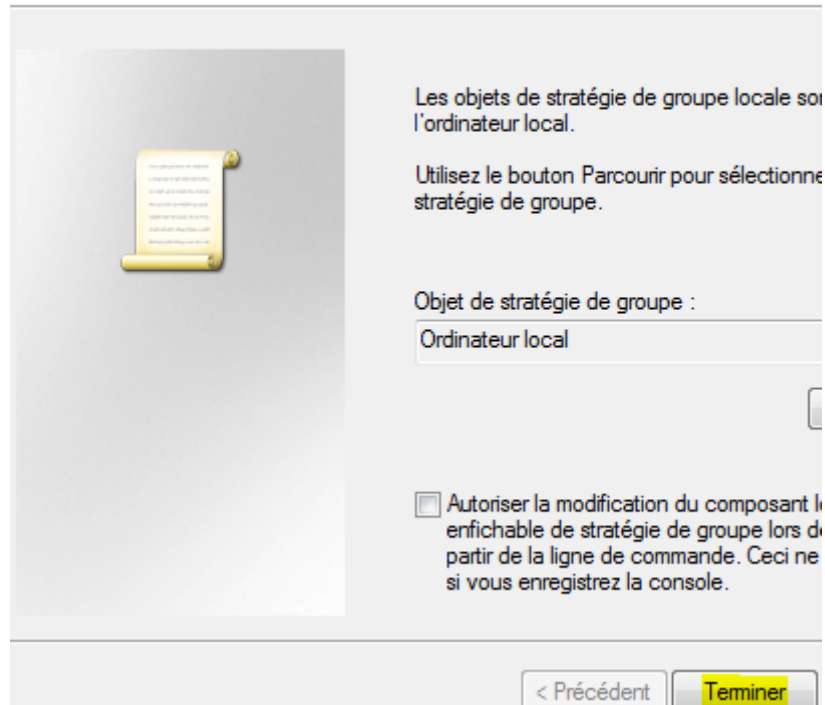 Les objets de stratégie de groupe locale
l'ordinateur local.
Utilisez le bouton Parcourir pour
stratégie de groupe.
Objet de stratégie de groupe :
Ordinateur local
Autoriser la modification du composant
enfichable de stratégie de groupe lors
partir de la ligne de commande. Ceci ne
si vous enregistrez la console.
< Précédent Terminer